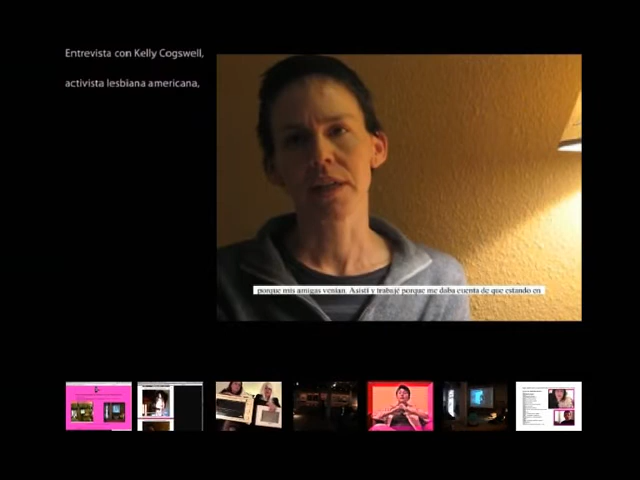 Entrevista con Kelly Cogswell,
activista lesbiana americana,
porque mis amigas venían. Asistí y trabajé porque me daba cuenta de que estando en